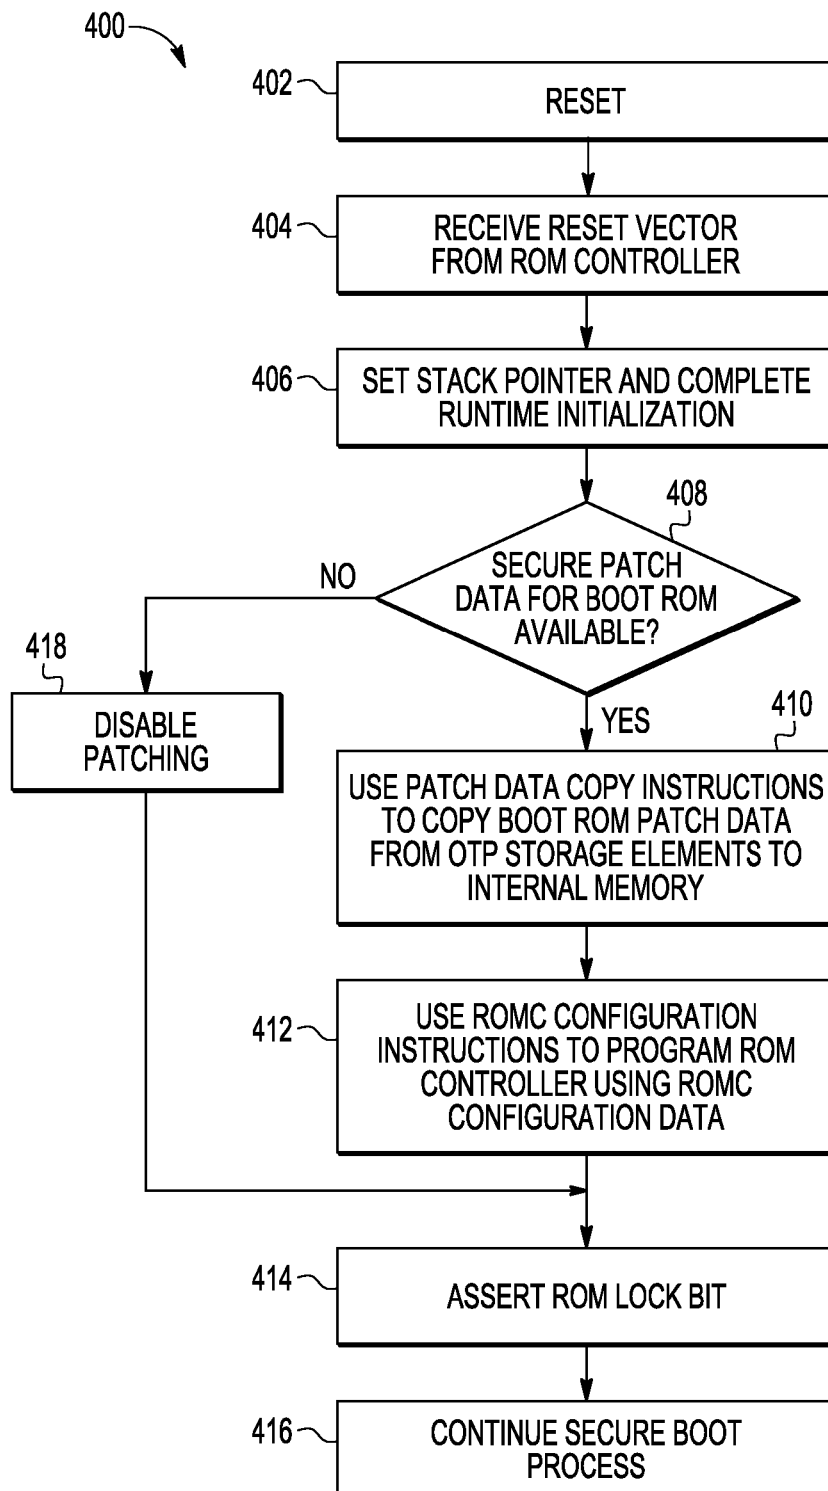 400
402
RESET
404
RECEIVE RESET VECTOR
FROM ROM CONTROLLER
406
SET STACK POINTER AND COMPLETE
RUNTIME INITIALIZATION
408
SECURE PATCH
DATA FOR BOOT ROM
AVAILABLE?
NO
418
DISABLE
PATCHING
YES
410
USE PATCH DATA COPY INSTRUCTIONS
TO COPY BOOT ROM PATCH DATA
FROM OTP STORAGE ELEMENTS TO
INTERNAL MEMORY
412
USE ROMC CONFIGURATION
INSTRUCTIONS TO PROGRAM ROM
CONTROLLER USING ROMC
CONFIGURATION DATA
414
ASSERT ROM LOCK BIT
416
CONTINUE SECURE BOOT
PROCESS